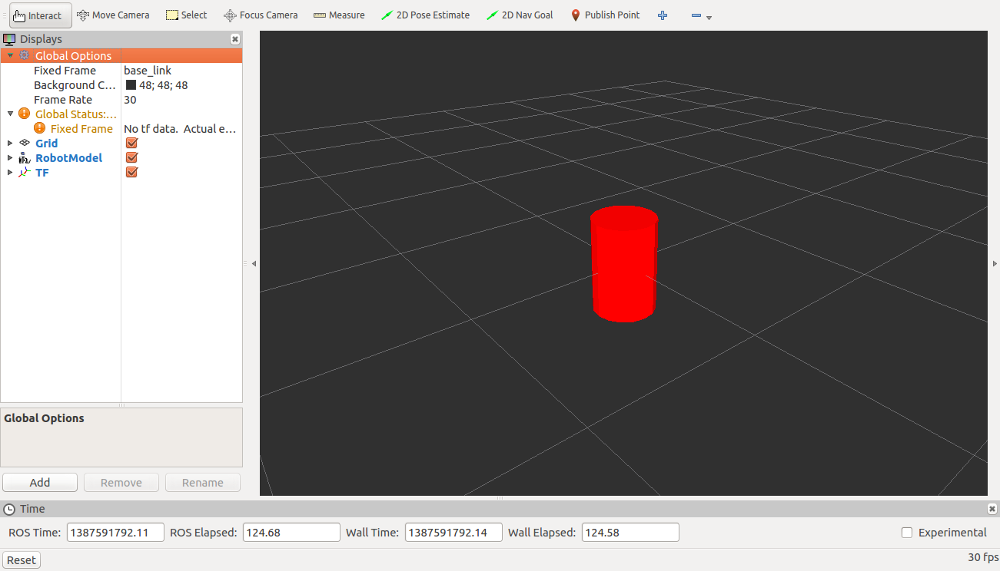 Interact Move Camera Select Focus Camera Measure 2D Pose Estimate 2D Nav Goal Publish Point
Displays
Global Options
Fixed Frame base_link
Background C... 48; 48; 48
Frame Rate 30
Global Status:...
Fixed Frame No tf data.  Actual e...
Grid
RobotModel
TF
Global Options
Add Remove Rename
Time
ROS Time: 1387591792.11 ROS Elapsed: 124.68 Wall Time: 1387591792.14 Wall Elapsed: 124.58 Experimental
Reset 30 fps